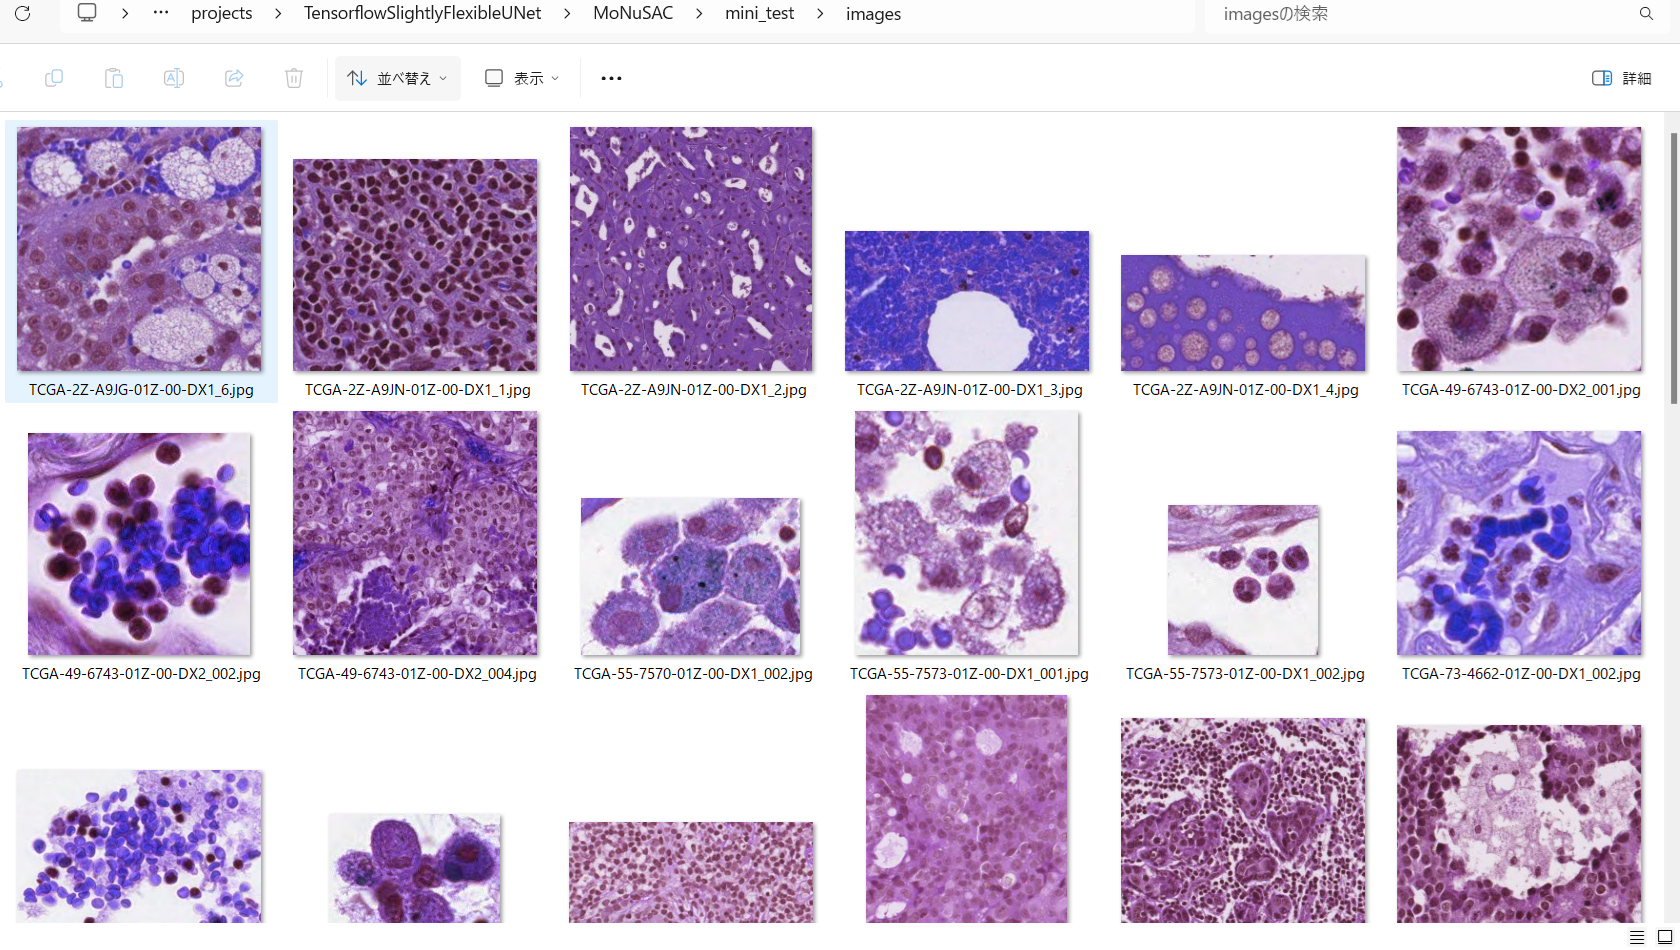 projects > TensorflowSlightlyFlexibleUNet > MoNuSAC > mini_test > images
imagesの検索
並べ替え 表示 詳細
TCGA-2Z-A9JG-01Z-00-DX1_6.jpg
TCGA-2Z-A9JN-01Z-00-DX1_1.jpg
TCGA-2Z-A9JN-01Z-00-DX1_2.jpg
TCGA-2Z-A9JN-01Z-00-DX1_3.jpg
TCGA-2Z-A9JN-01Z-00-DX1_4.jpg
TCGA-49-6743-01Z-00-DX2_001.jpg
TCGA-49-6743-01Z-00-DX2_002.jpg
TCGA-49-6743-01Z-00-DX2_004.jpg
TCGA-55-7570-01Z-00-DX1_002.jpg
TCGA-55-7573-01Z-00-DX1_001.jpg
TCGA-55-7573-01Z-00-DX1_002.jpg
TCGA-73-4662-01Z-00-DX1_002.jpg